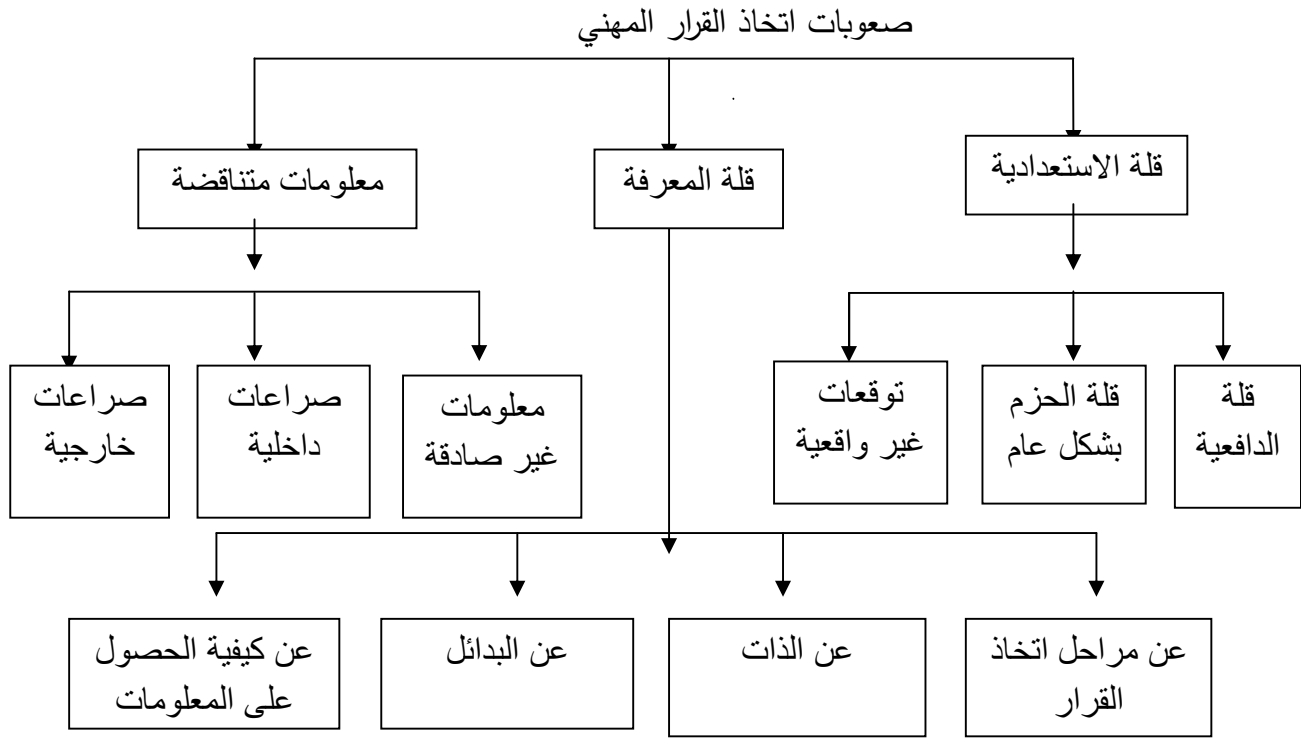 صعوبات اتخاذ القرار المهني
قلة الاستعدادية
قلة المعرفة
معلومات متناقضة
قلة
الدافعية
قلة الحزم
بشكل عام
توقعات
غير واقعية
معلومات
غير صادقة
صراعات
داخلية
صراعات
خارجية
عن مراحل اتخاذ
القرار
عن الذات
عن البدائل
عن كيفية الحصول
على المعلومات